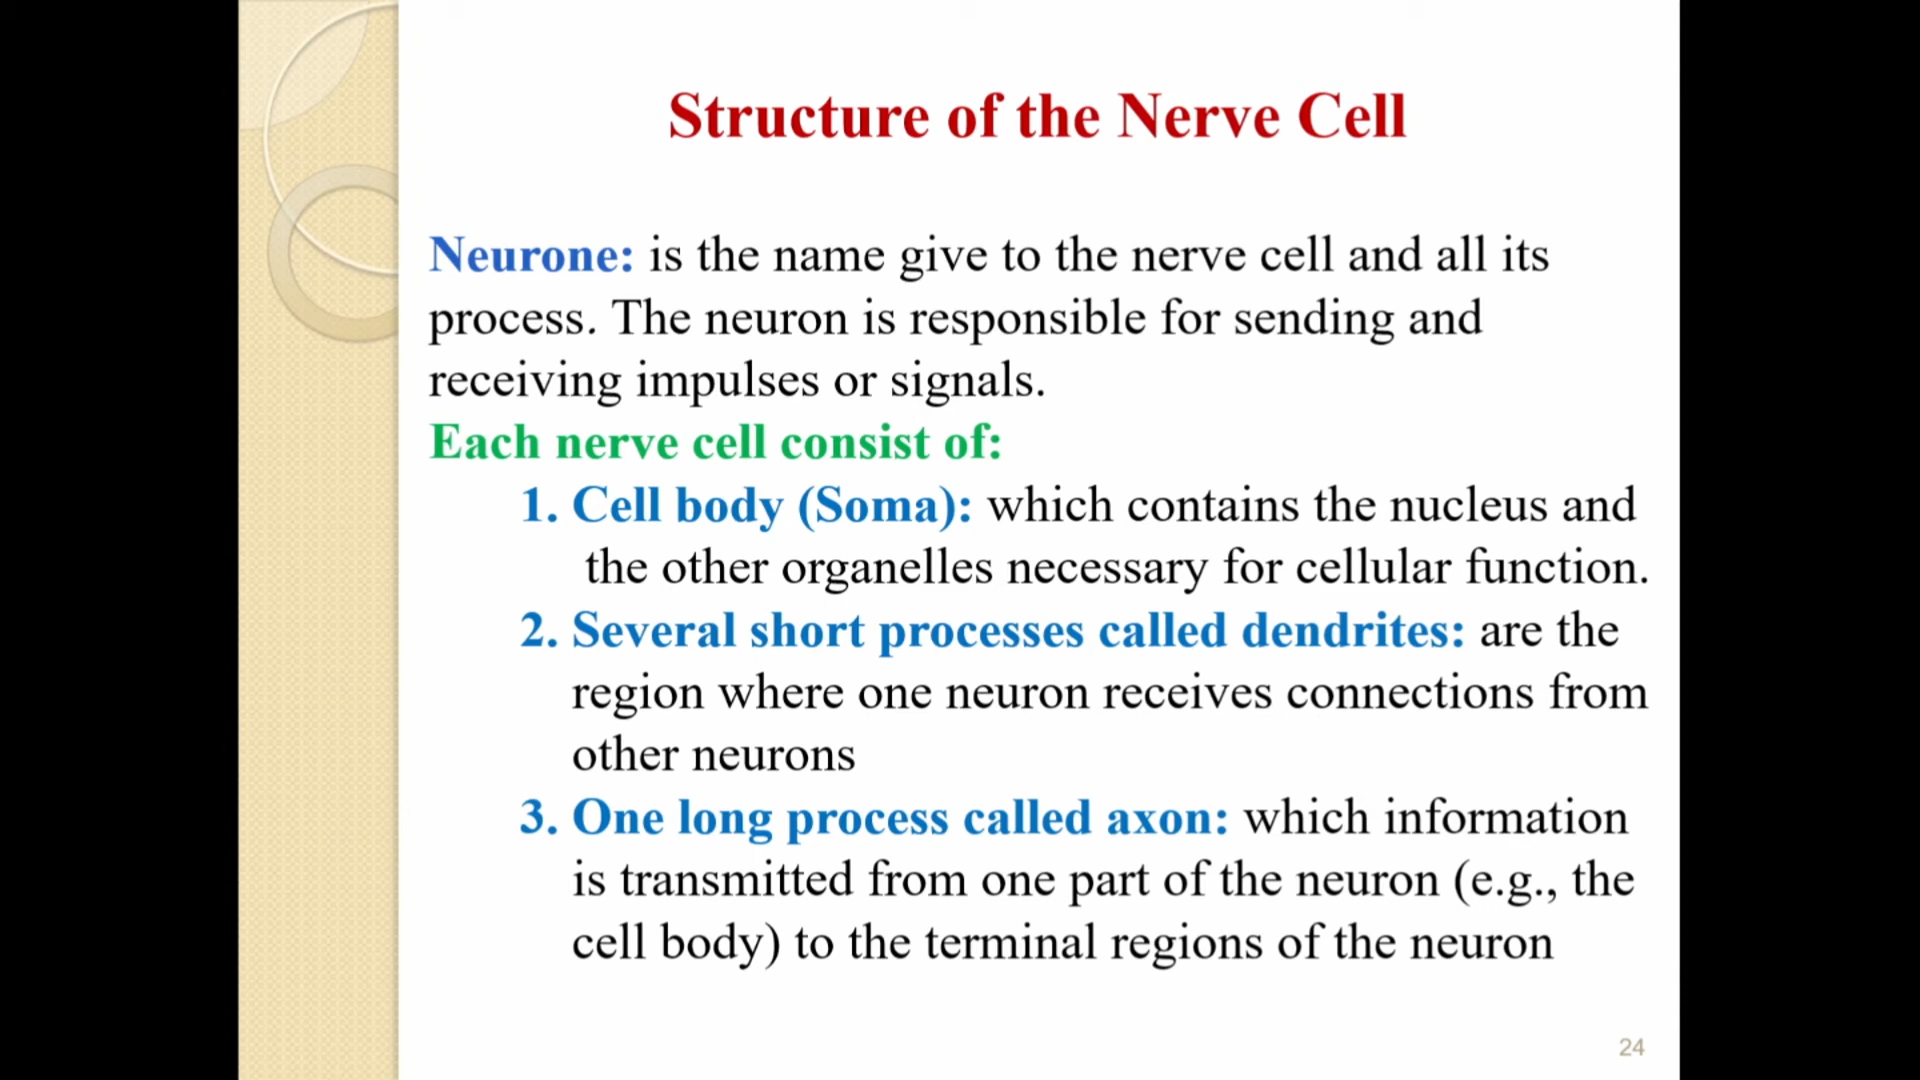 Structure of the Nerve Cell
Neurone: is the name give to the nerve cell and all its
process. The neuron is responsible for sending and
receiving impulses or signals.
Each nerve cell consist of:
1. Cell body (Soma): which contains the nucleus and
the other organelles necessary for cellular function.
2. Several short processes called dendrites: are the
region where one neuron receives connections from
other neurons
3. One long process called axon: which information
is transmitted from one part of the neuron (e.g., the
cell body) to the terminal regions of the neuron
24